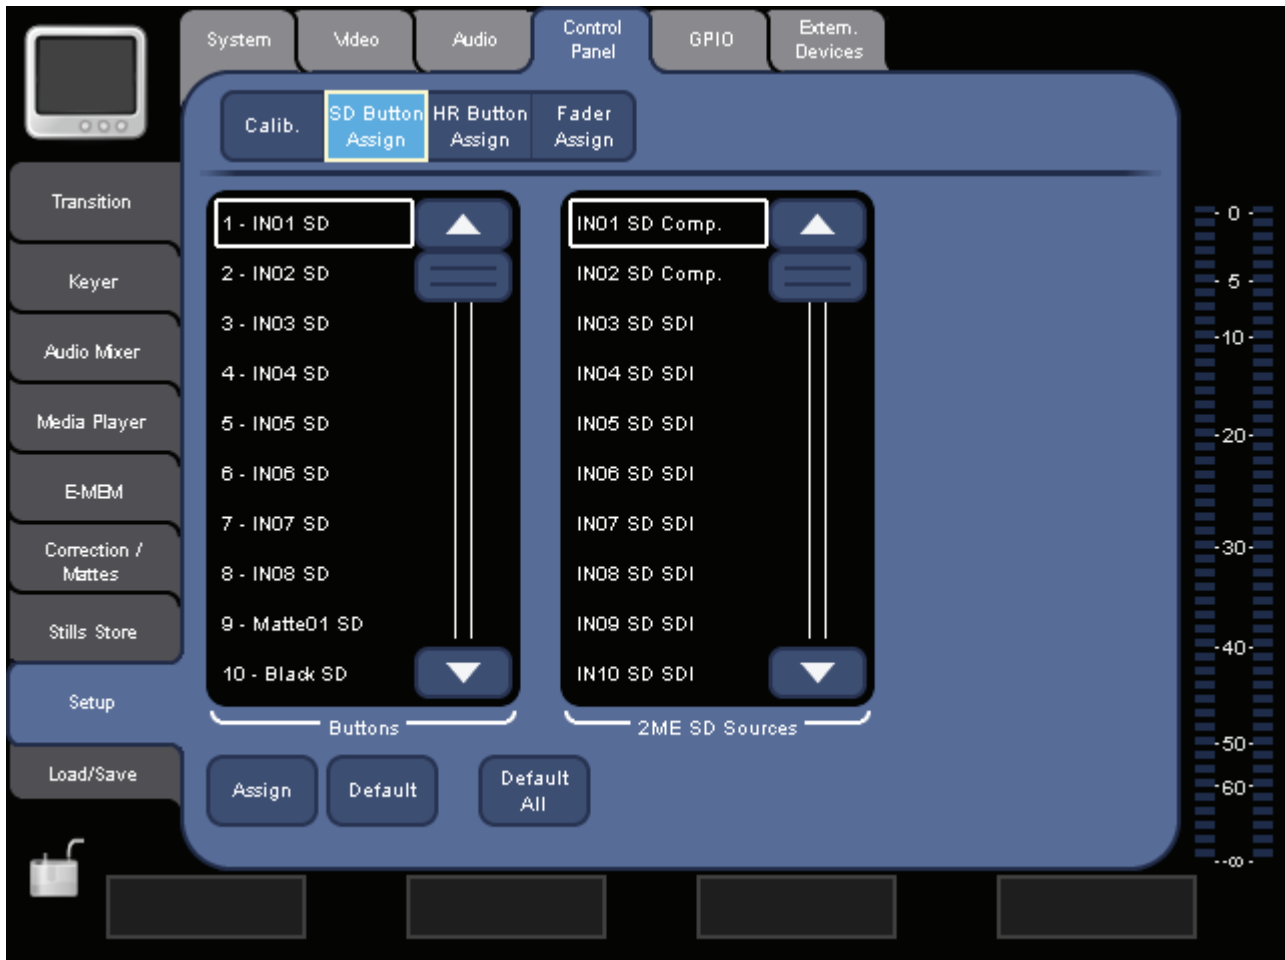 System
Video
Audio
Control
Panel
GPIO
Extern.
Devices
Calib.
SD Button
Assign
HR Button
Assign
Fader
Assign
Transition
Keyer
Audio Mixer
Media Player
E-MEM
Correction /
Mattes
Stills Store
Setup
Load/Save
1 - IN01 SD
2 - IN02 SD
3 - IN03 SD
4 - IN04 SD
5 - IN05 SD
6 - IN06 SD
7 - IN07 SD
8 - IN08 SD
9 - Matte01 SD
10 - Black SD
Buttons
IN01 SD Comp.
IN02 SD Comp.
IN03 SD SDI
IN04 SD SDI
IN05 SD SDI
IN06 SD SDI
IN07 SD SDI
IN08 SD SDI
IN09 SD SDI
IN10 SD SDI
2ME SD Sources
Assign
Default
Default
All
- 0 -
- 5 -
-10 -
-20-
-30-
-40-
-50-
-60-
--∞ -